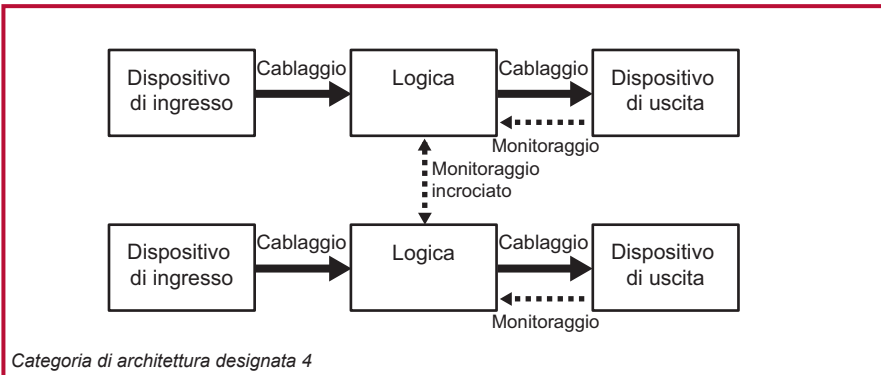 Dispositivo
di ingresso
Cablaggio
Logica
Cablaggio
Dispositivo
di uscita
Monitoraggio
Monitoraggio
incrociato
Dispositivo
di ingresso
Cablaggio
Logica
Cablaggio
Dispositivo
di uscita
Monitoraggio
Categoria di architettura designata 4